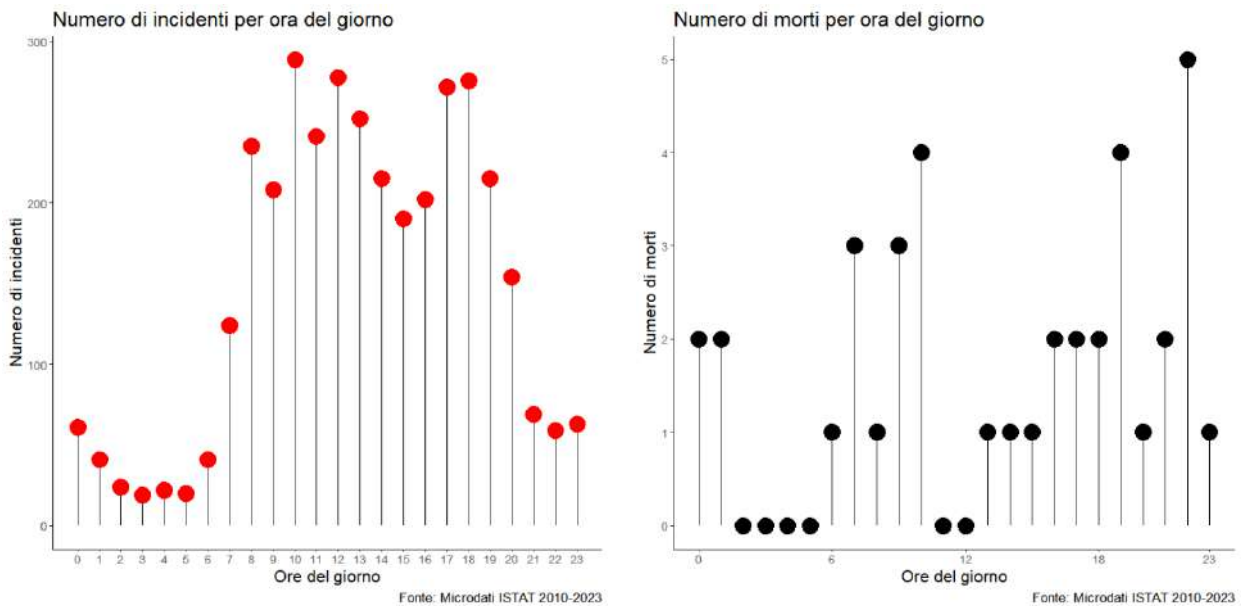 Numero di incidenti per ora del giorno
300
200
100
0
Numero di incidenti
0 1 2 3 4 5 6 7 8 9 10 11 12 13 14 15 16 17 18 19 20 21 22 23
Ore del giorno
Fonte: Microdati ISTAT 2010-2023
Numero di morti per ora del giorno
5
4
3
2
1
0
Numero di morti
0 6 12 18 23
Ore del giorno
Fonte: Microdati ISTAT 2010-2023